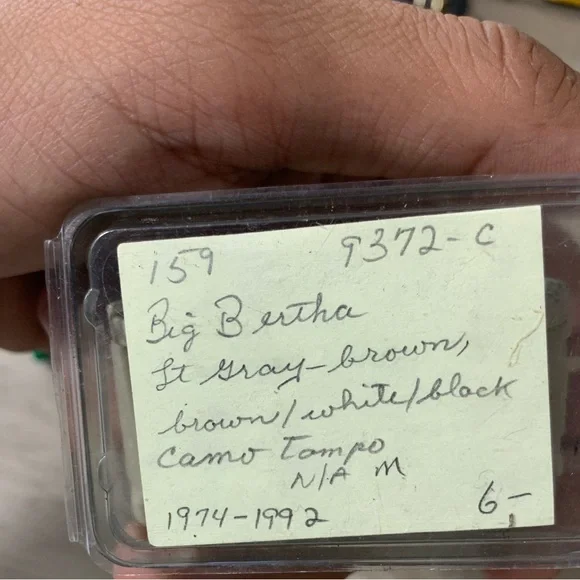 159 9372-C
Big Bertha
Lt Gray-brown,
brown/white/black
Camo Tampo
N/A M
1974-1992 6-